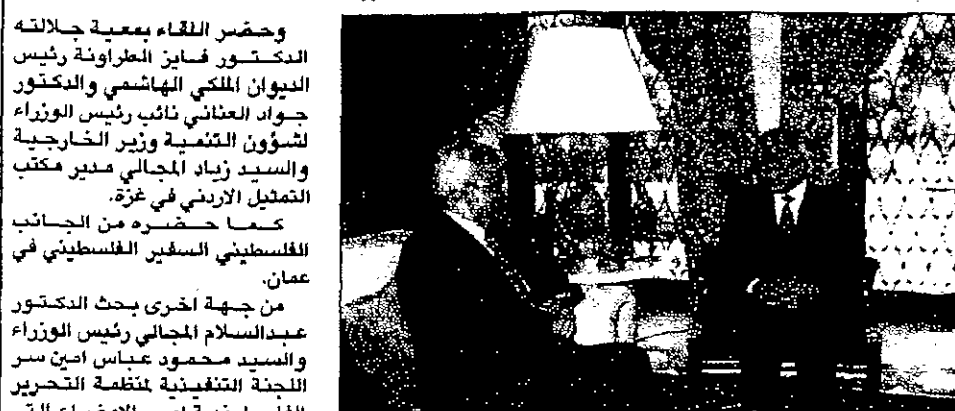 وحضر اللقاء بمعية جلالته
الدكتور فايز الطراونة رئيس
الديوان الملكي الهاشمي والدكتور
جواد العناني نائب رئيس الوزراء
لشؤون التنمية وزير الخارجية
والسيد زياد المجالي مدير مكتب
التمثيل الاردني في غزة.
كما حضره من الجانب
الفلسطيني السفير الفلسطيني في
عمان.
من جهة اخرى بحث الدكتور
عبدالسلام المجالي رئيس الوزراء
والسيد محمود عباس امين سر
اللجنة التنفيذية لمنظمة التحرير